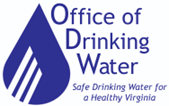 Office of
Drinking
Water
Safe Drinking Water for
a Healthy Virginia